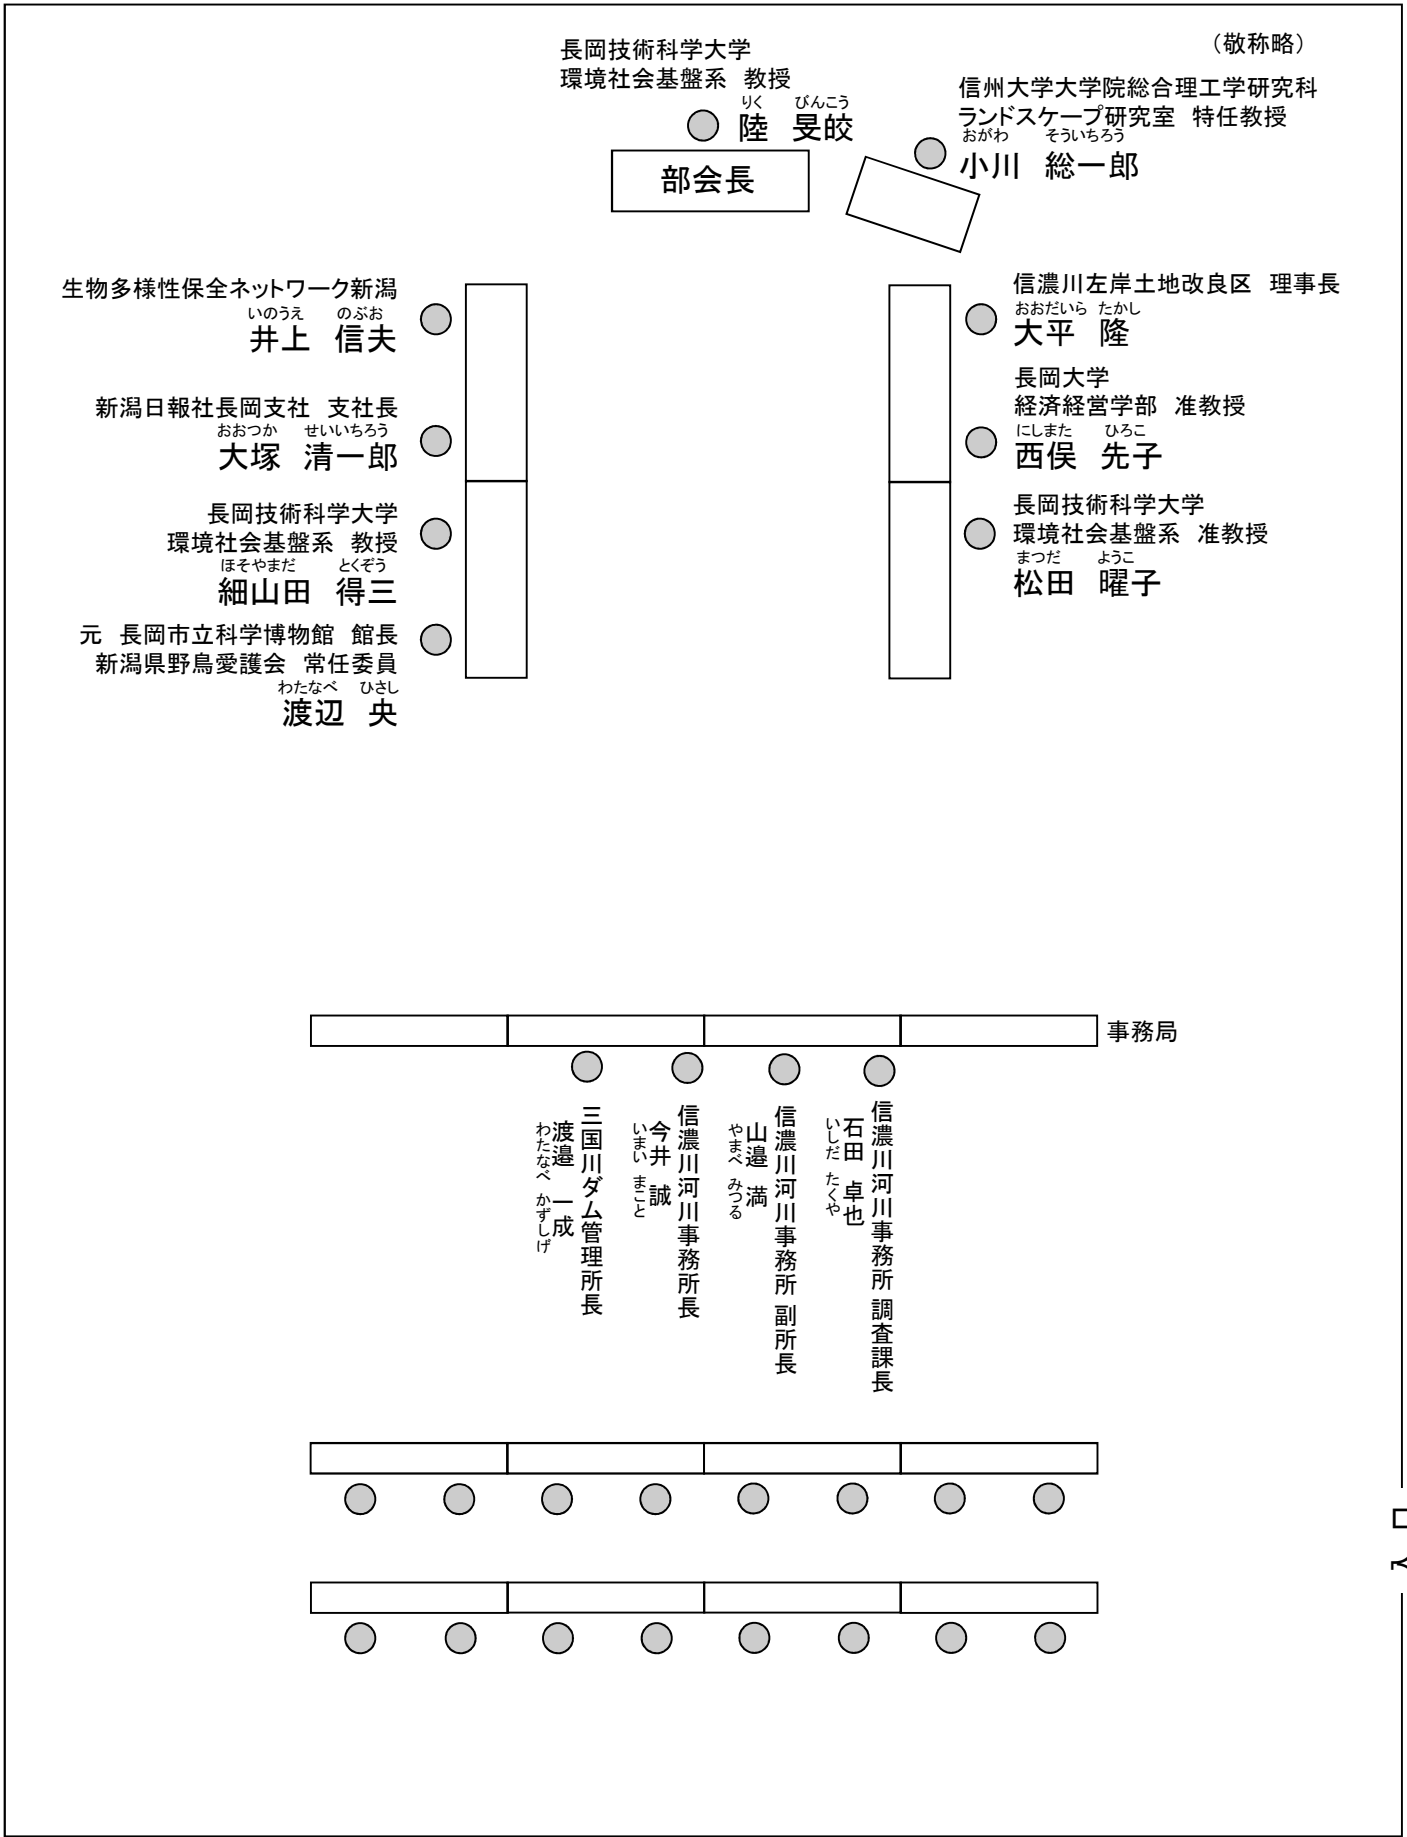 （敬称略）
長岡技術科学大学
環境社会基盤系　教授
りく　びんこう
陸　旻皎
部会長
信州大学大学院総合理工学研究科
ランドスケープ研究室　特任教授
おがわ　そういちろう
小川　総一郎
生物多様性保全ネットワーク新潟
いのうえ　のぶお
井上　信夫
新潟日報社長岡支社　支社長
おおつか　せいいちろう
大塚　清一郎
長岡技術科学大学
環境社会基盤系　教授
ほそやまだ　とくぞう
細山田　得三
元　長岡市立科学博物館　館長
新潟県野鳥愛護会　常任委員
わたなべ　ひさし
渡辺　央
信濃川左岸土地改良区　理事長
おおだいら　たかし
大平　隆
長岡大学
経済経営学部　准教授
にしまた　ひろこ
西俣　先子
長岡技術科学大学
環境社会基盤系　准教授
まつだ　ようこ
松田　曜子
事務局
信濃川河川事務所　調査課長
石田　卓也
いしだ　たくや
信濃川河川事務所　副所長
山邉　満
やまべ　みつる
信濃川河川事務所長
今井　誠
いまい　まこと
三国川ダム管理所長
渡邉　一成
わたなべ　かずしげ